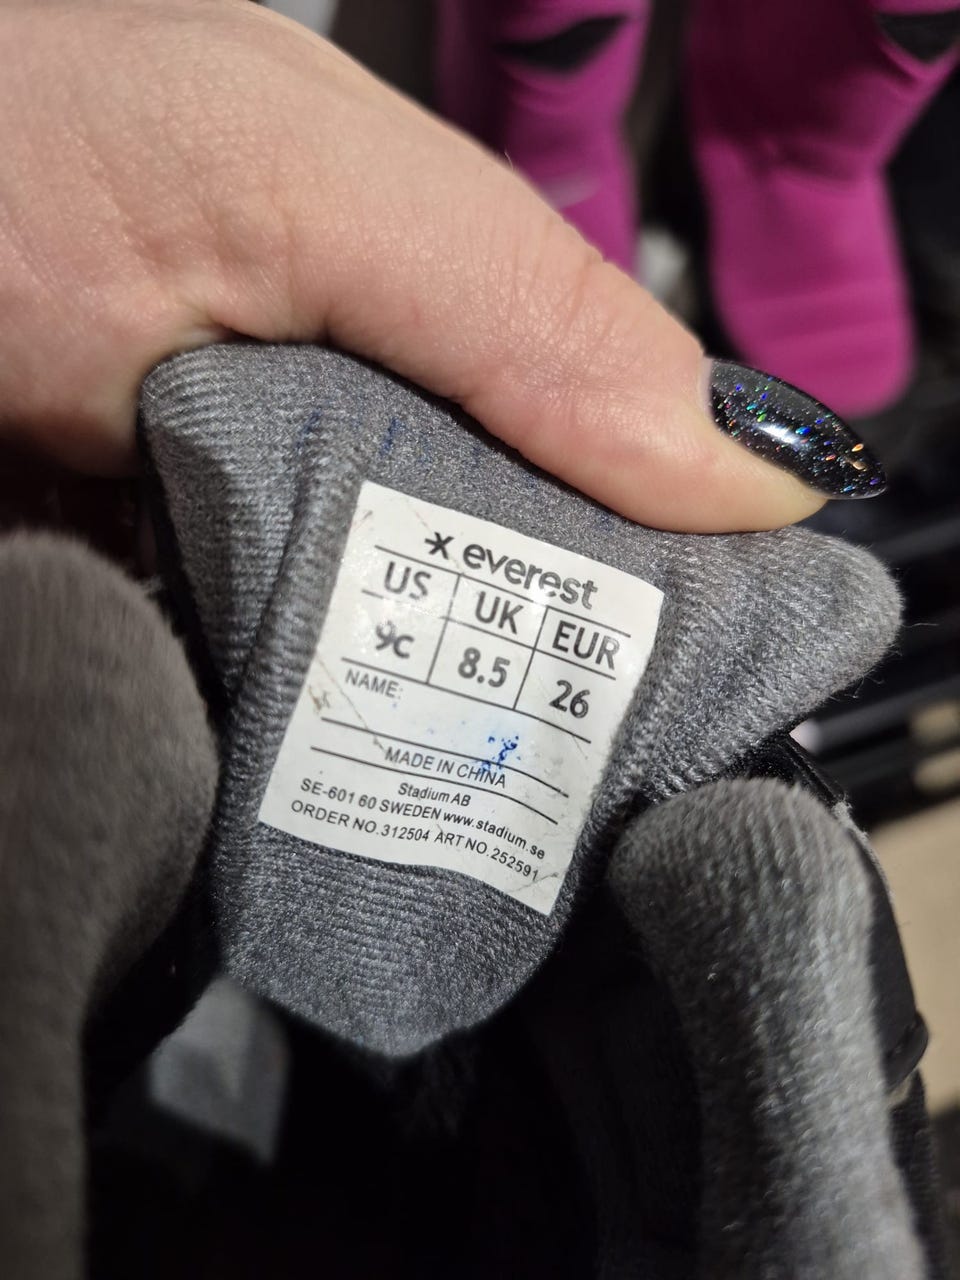 everest
US UK EUR
9c 8.5 26
NAME:
MADE IN CHINA
Stadium AB
SE-601 60 SWEDEN www.stadium.se
ORDER NO.312504 ART NO.252591